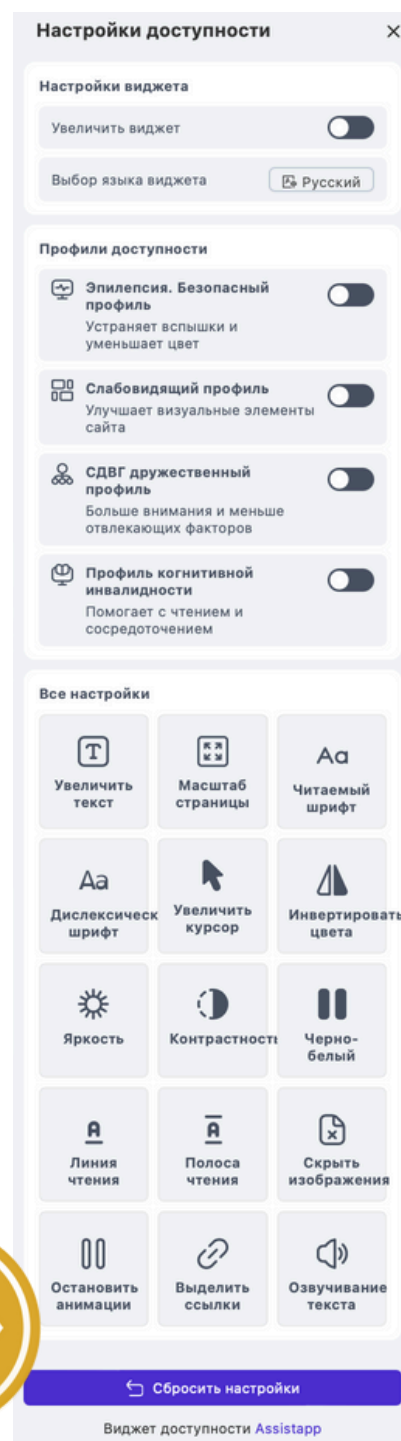 Настройки доступности
Настройки виджета
Увеличить виджет
Выбор языка виджета
Русский
Профили доступности
Эпилепсия. Безопасный
профиль
Устраняет вспышки и
уменьшает цвет
Слабовидящий профиль
Улучшает визуальные элементы
сайта
СДВГ дружественный
профиль
Больше внимания и меньше
отвлекающих факторов
Профиль когнитивной
инвалидности
Помогает с чтением и
сосредоточением
Все настройки
Увеличить
текст
Масштаб
страницы
Читаемый
шрифт
Дислексическ
шрифт
Увеличить
курсор
Инвертировать
цвета
Яркость
Контрастность
Черно-
белый
Линия
чтения
Полоса
чтения
Скрыть
изображения
Остановить
анимации
Выделить
ссылки
Озвучивание
текста
Сбросить настройки
Виджет доступности Assistapp